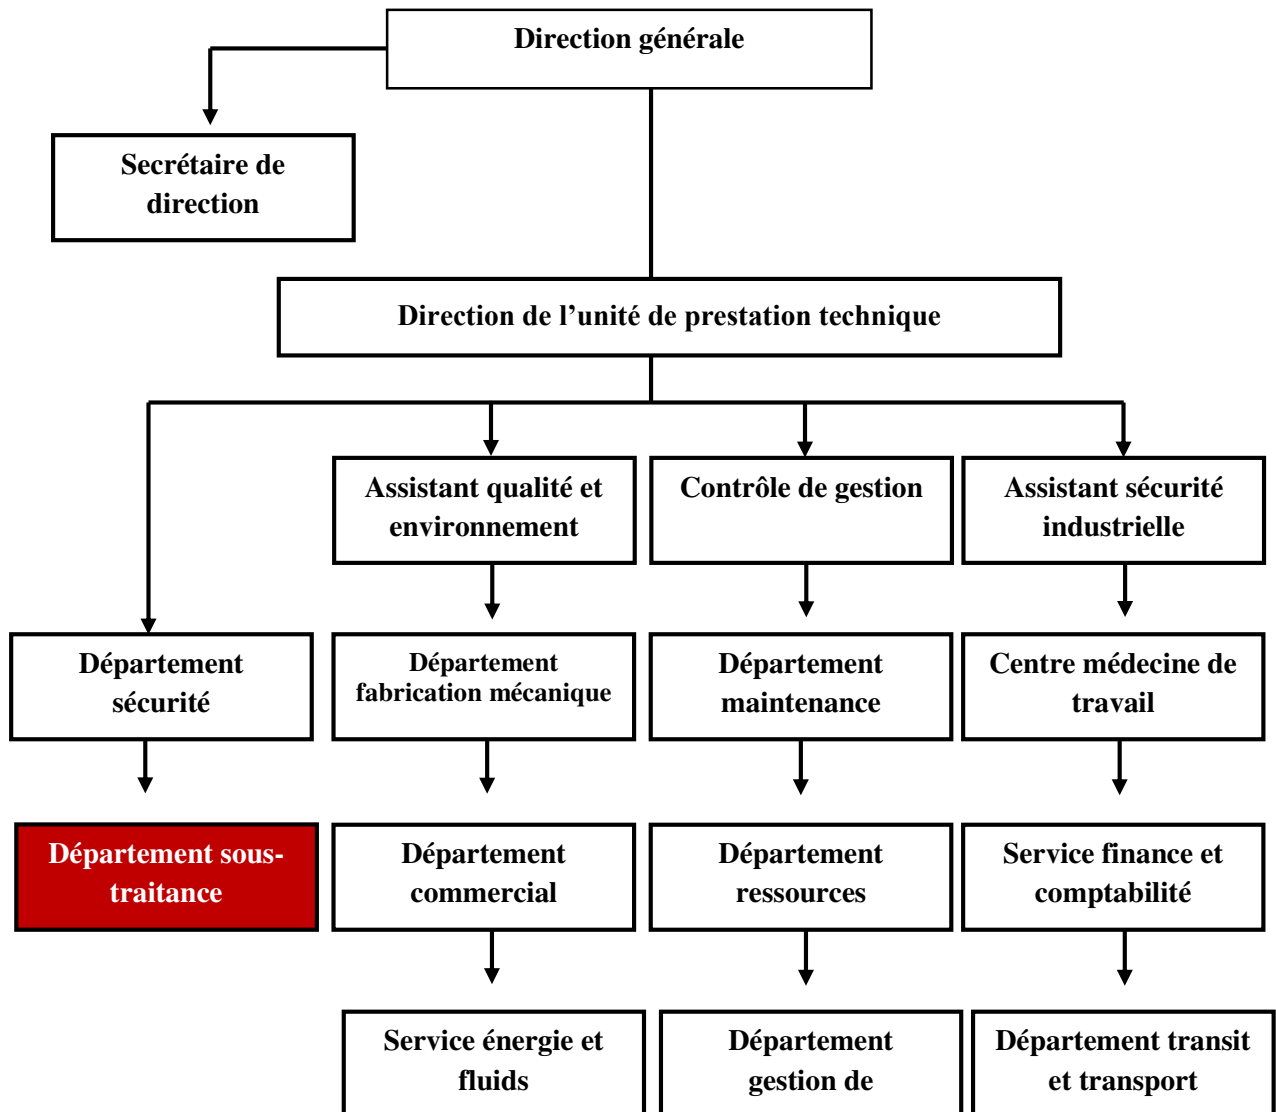 Direction générale
Secrétaire de
direction
Direction de l’unité de prestation technique
Assistant qualité et
environnement
Contrôle de gestion
Assistant sécurité
industrielle
Département
sécurité
Département
fabrication mécanique
Département
maintenance
Centre médecine de
travail
Département sous-
traitance
Département
commercial
Département
ressources
Service finance et
comptabilité
Service énergie et
fluids
Département
gestion de
Département transit
et transport